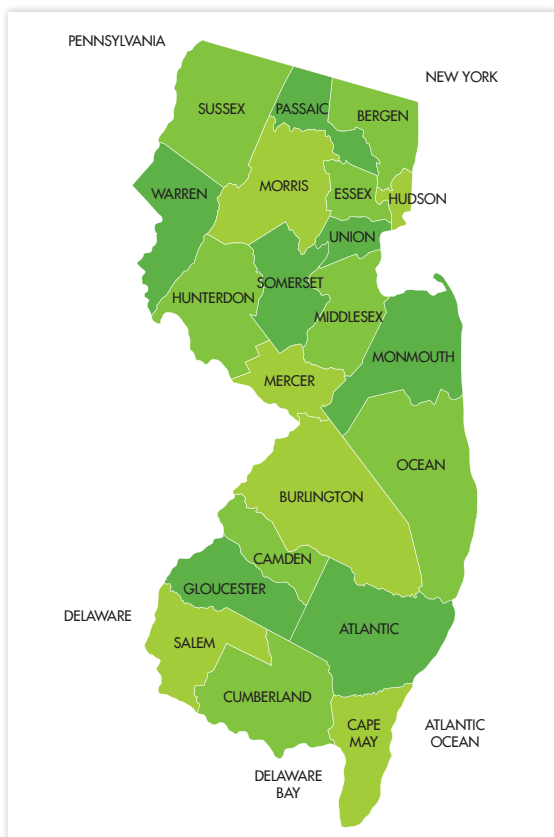 PENNSYLVANIA
NEW YORK
SUSSEX
PASSAIC
BERGEN
WARREN
MORRIS
ESSEX
HUDSON
UNION
SOMERSET
HUNTERDON
MIDDLESEX
MONMOUTH
MERCER
OCEAN
BURLINGTON
CAMDEN
GLOUCESTER
DELAWARE
ATLANTIC
SALEM
CUMBERLAND
CAPE
MAY
ATLANTIC
OCEAN
DELAWARE
BAY